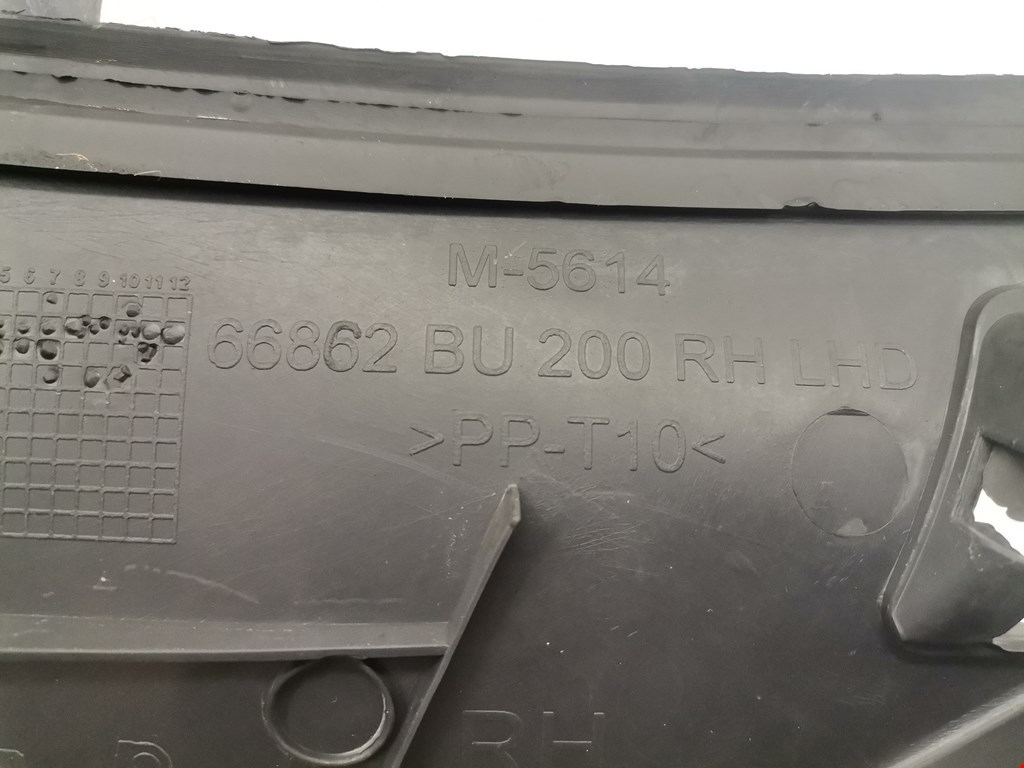 M-5614
5 6 7 8 9 10 11 12
66862 BU 200 RH LHD
>PP-T10<
RH